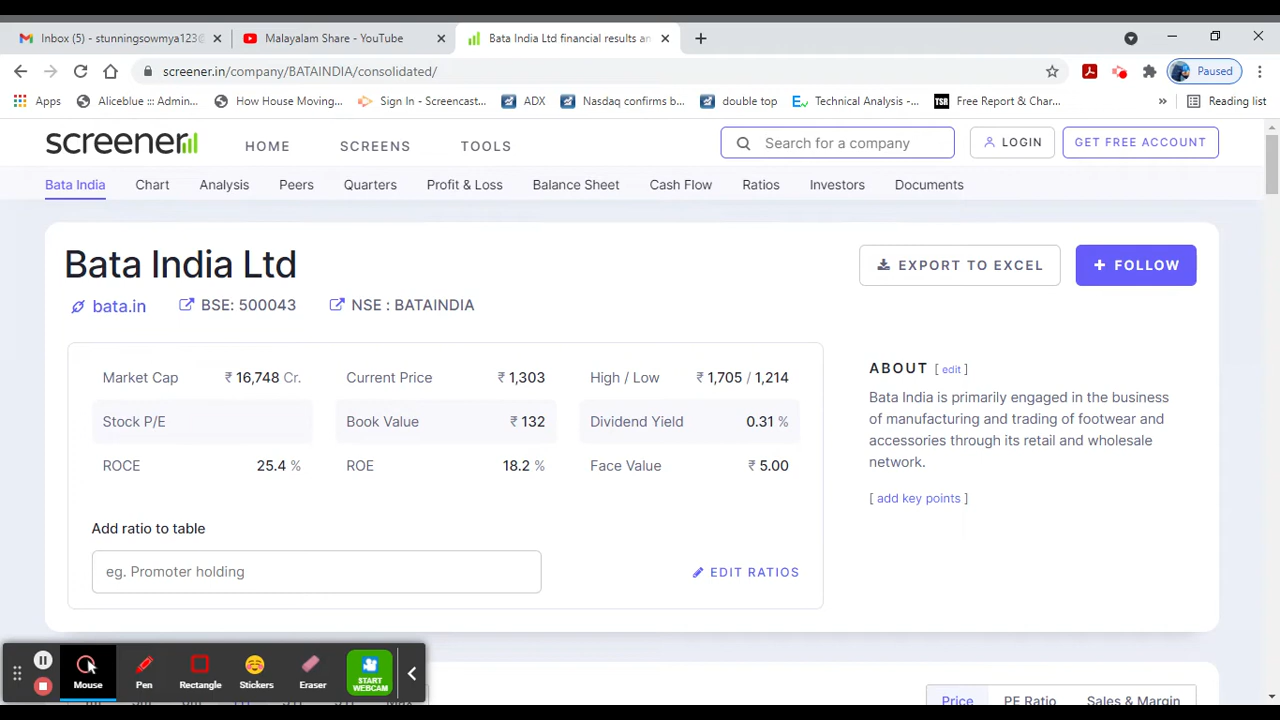 Inbox (5) - stunningsowmya123@
Malayalam Share - YouTube
Bata India Ltd financial results an
screener.in/company/BATAINDIA/consolidated/
Paused
Apps
Aliceblue ::: Admin...
How House Moving...
Sign In - Screencast...
ADX
Nasdaq confirms b...
double top
Technical Analysis -...
TSR
Free Report & Char...
Reading list
screener
HOME
SCREENS
TOOLS
Search for a company
LOGIN
GET FREE ACCOUNT
Bata India
Chart
Analysis
Peers
Quarters
Profit & Loss
Balance Sheet
Cash Flow
Ratios
Investors
Documents
Bata India Ltd
EXPORT TO EXCEL
+ FOLLOW
bata.in
BSE: 500043
NSE : BATAINDIA
Market Cap ₹ 16,748 Cr.
Current Price ₹ 1,303
High / Low ₹ 1,705 / 1,214
Stock P/E
Book Value ₹ 132
Dividend Yield 0.31 %
ROCE 25.4 %
ROE 18.2 %
Face Value ₹ 5.00
Add ratio to table
eg. Promoter holding
EDIT RATIOS
ABOUT [ edit ]
Bata India is primarily engaged in the business
of manufacturing and trading of footwear and
accessories through its retail and wholesale
network.
[ add key points ]
Mouse
Pen
Rectangle
Stickers
Eraser
START
WEBCAM
Price
PE Ratio
Sales & Margin